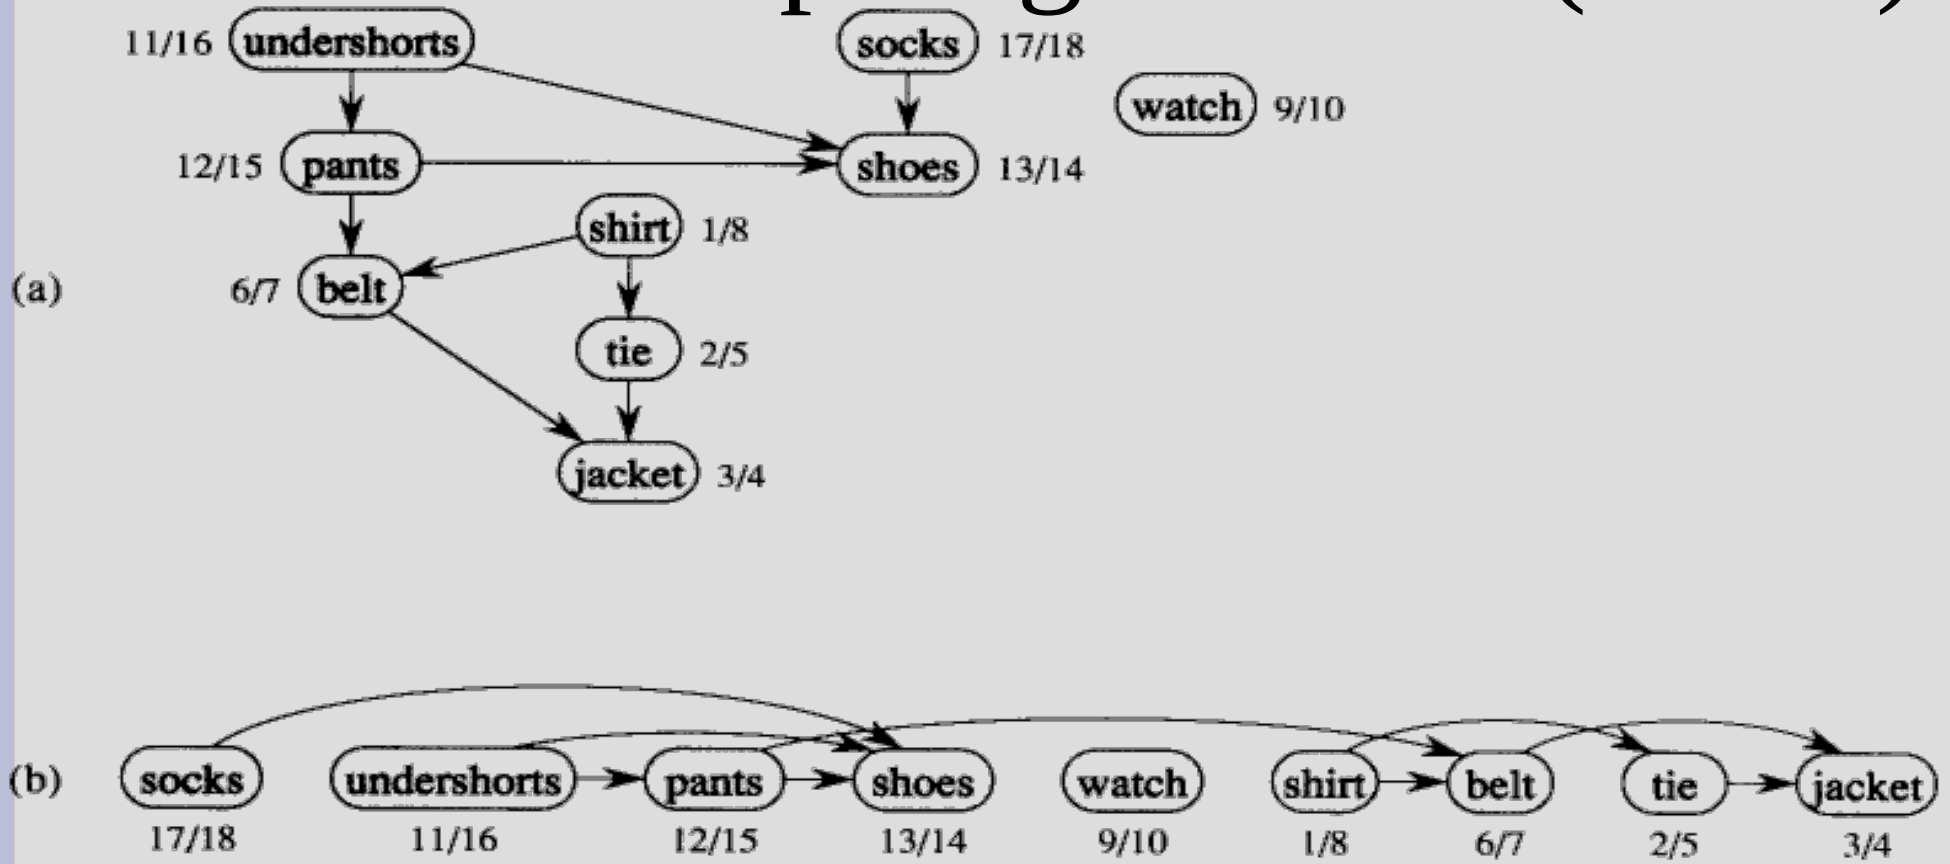 11/16 undershorts socks 17/18
watch 9/10
12/15 pants shoes 13/14
shirt 1/8
(a) 6/7 belt
tie 2/5
jacket 3/4
(b) socks undershorts pants shoes watch shirt belt tie jacket
17/18 11/16 12/15 13/14 9/10 1/8 6/7 2/5 3/4